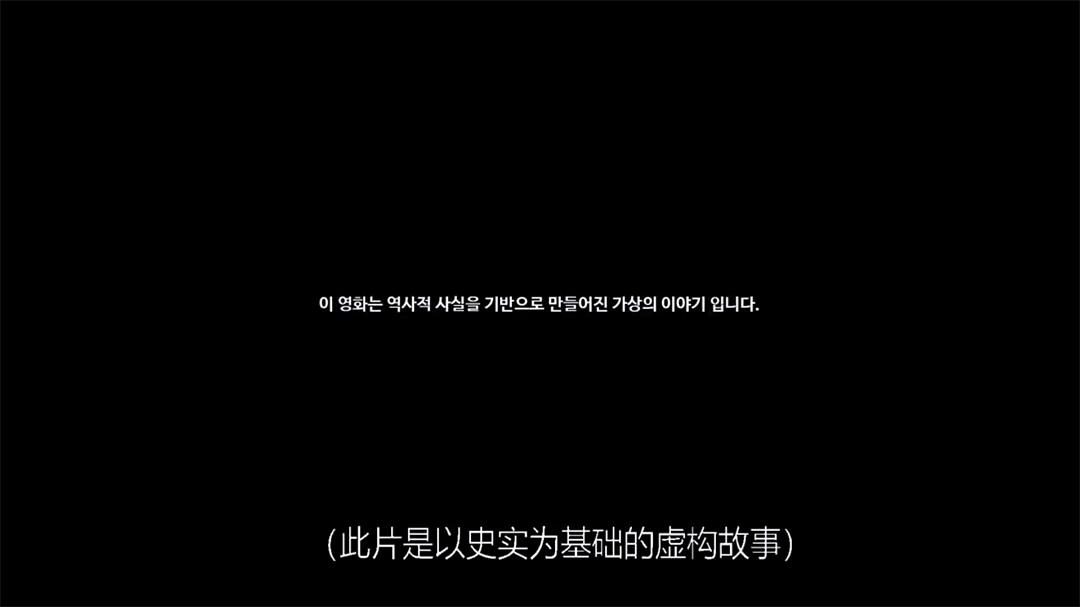 이 영화는 역사적 사실을 기반으로 만들어진 가상의 이야기 입니다.
（此片是以史实为基础的虚构故事）